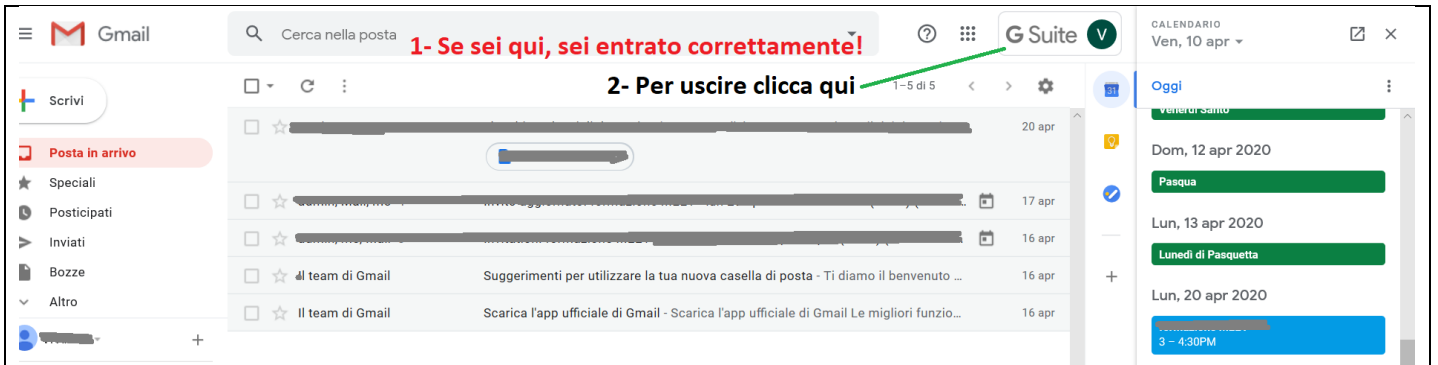 Gmail
Cerca nella posta
1- Se sei qui, sei entrato correttamente!
G Suite
V
CALENDARIO
Ven, 10 apr
2- Per uscire clicca qui
1–5 di 5
31
Oggi
Scrivi
Venerdì Santo
20 apr
Posta in arrivo
Dom, 12 apr 2020
Pasqua
Speciali
17 apr
Posticipati
Lun, 13 apr 2020
Inviati
16 apr
Lunedì di Pasquetta
Bozze
Il team di Gmail
Suggerimenti per utilizzare la tua nuova casella di posta - Ti diamo il benvenuto ...
16 apr
Altro
Lun, 20 apr 2020
Il team di Gmail
Scarica l'app ufficiale di Gmail - Scarica l'app ufficiale di Gmail Le migliori funzio...
16 apr
3 – 4:30PM